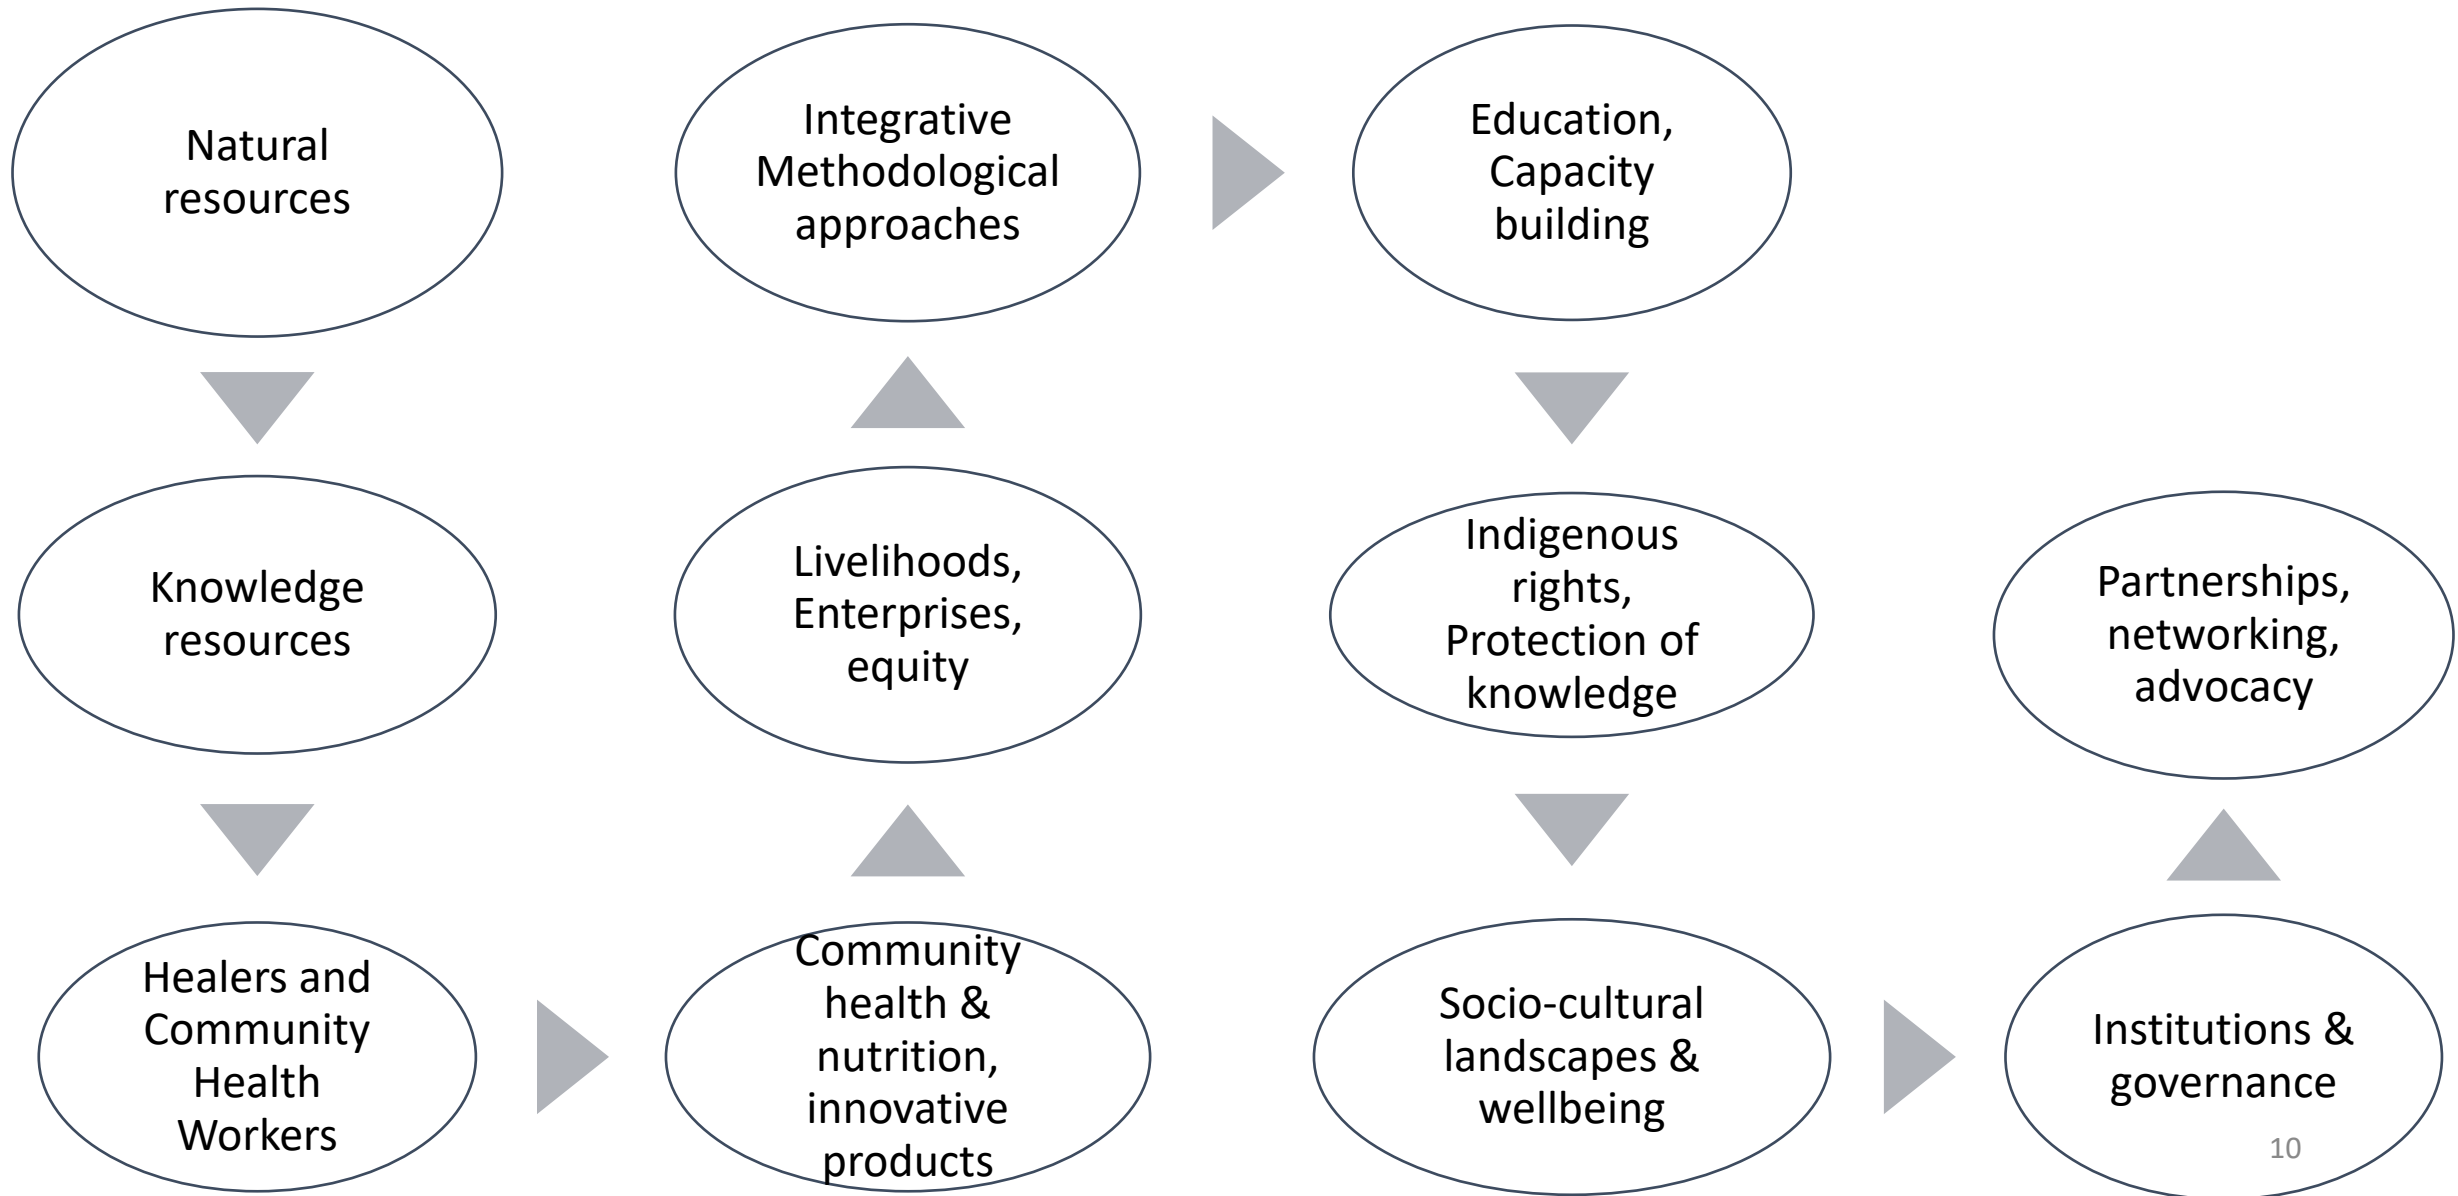 Natural
resources
Knowledge
resources
Healers and
Community
Health
Workers
Community
health &
nutrition,
innovative
products
Livelihoods,
Enterprises,
equity
Integrative
Methodological
approaches
Education,
Capacity
building
Indigenous
rights,
Protection of
knowledge
Socio-cultural
landscapes &
wellbeing
Institutions &
governance
Partnerships,
networking,
advocacy
10